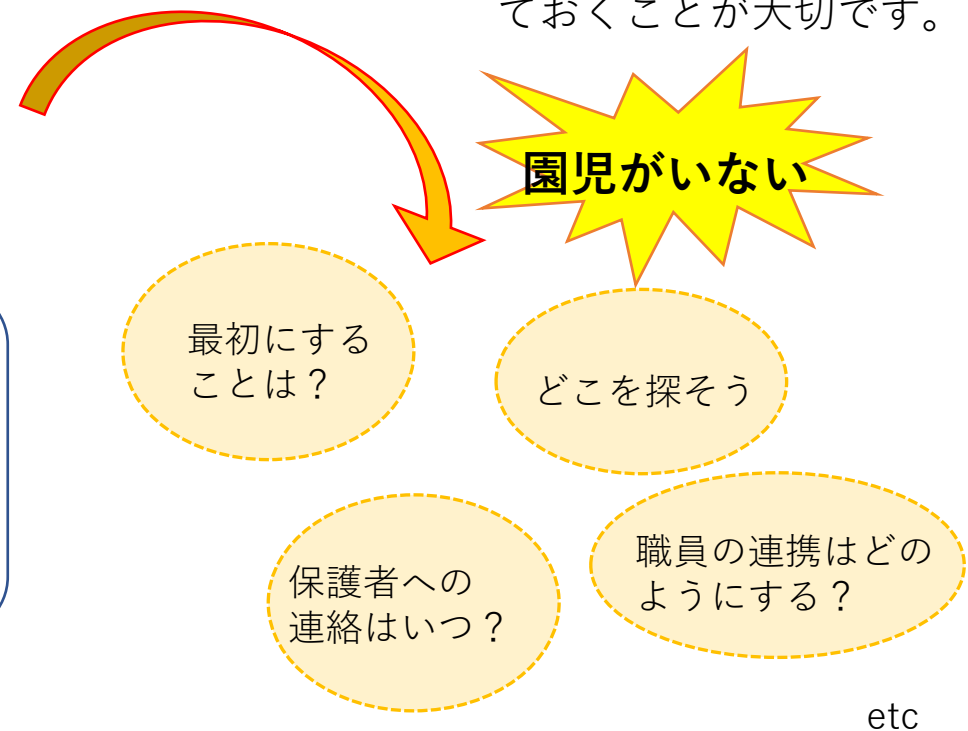 ておくことが大切です。
園児がいない
最初にする
ことは？
どこを探そう
職員の連携はどの
ようにする？
保護者への
連絡はいつ？
etc